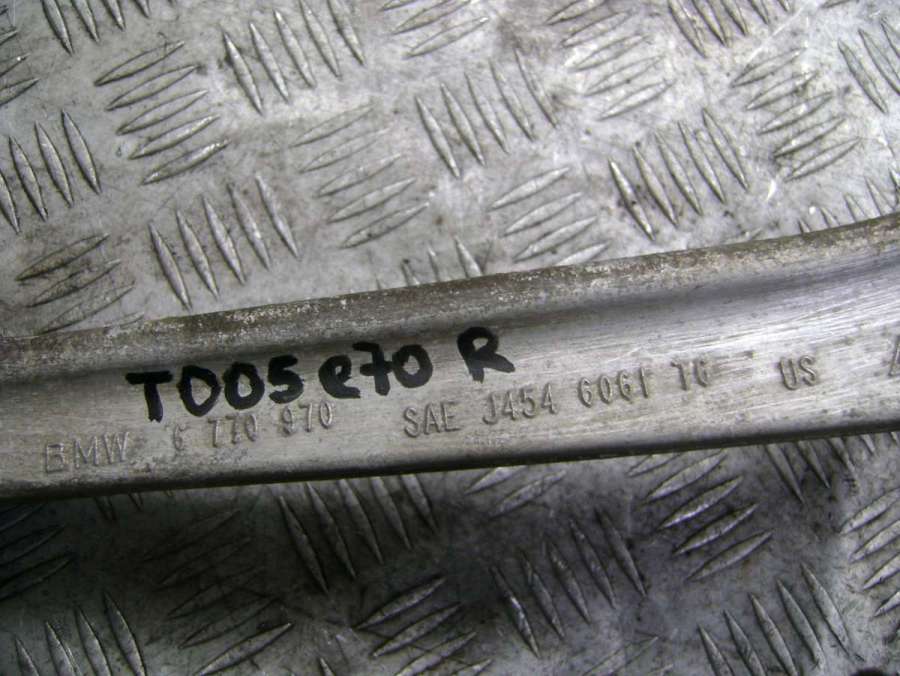 T005 e70 R
BMW 6 770 970 SAE J454 6061 T6 US